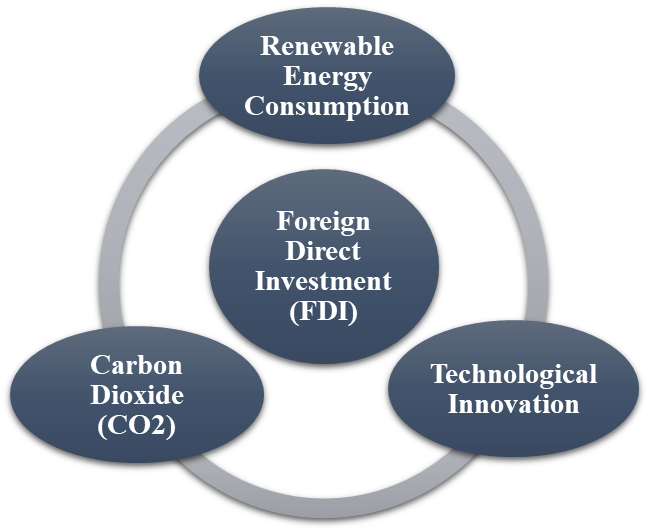 Renewable
Energy
Consumption
Foreign
Direct
Investment
(FDI)
Carbon
Dioxide
(CO2)
Technological
Innovation